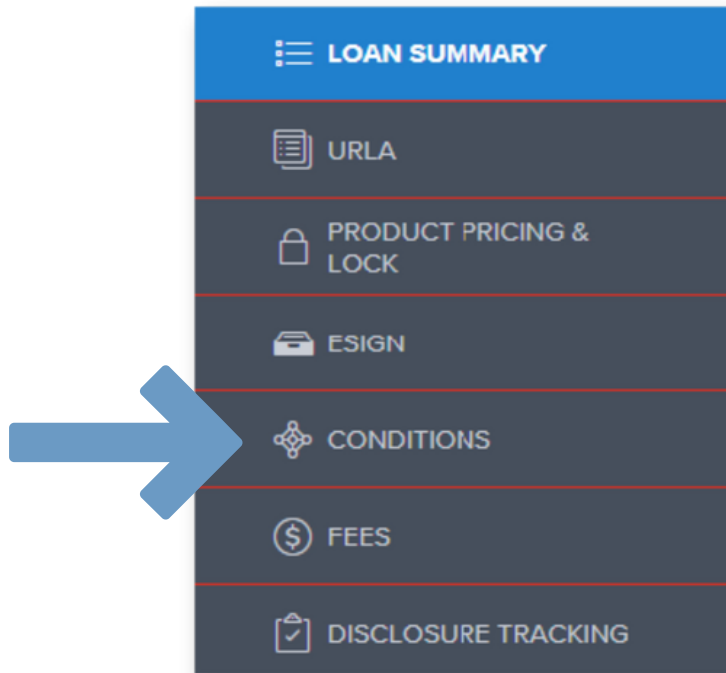 LOAN SUMMARY
URLA
PRODUCT PRICING &
LOCK
ESIGN
CONDITIONS
FEES
DISCLOSURE TRACKING